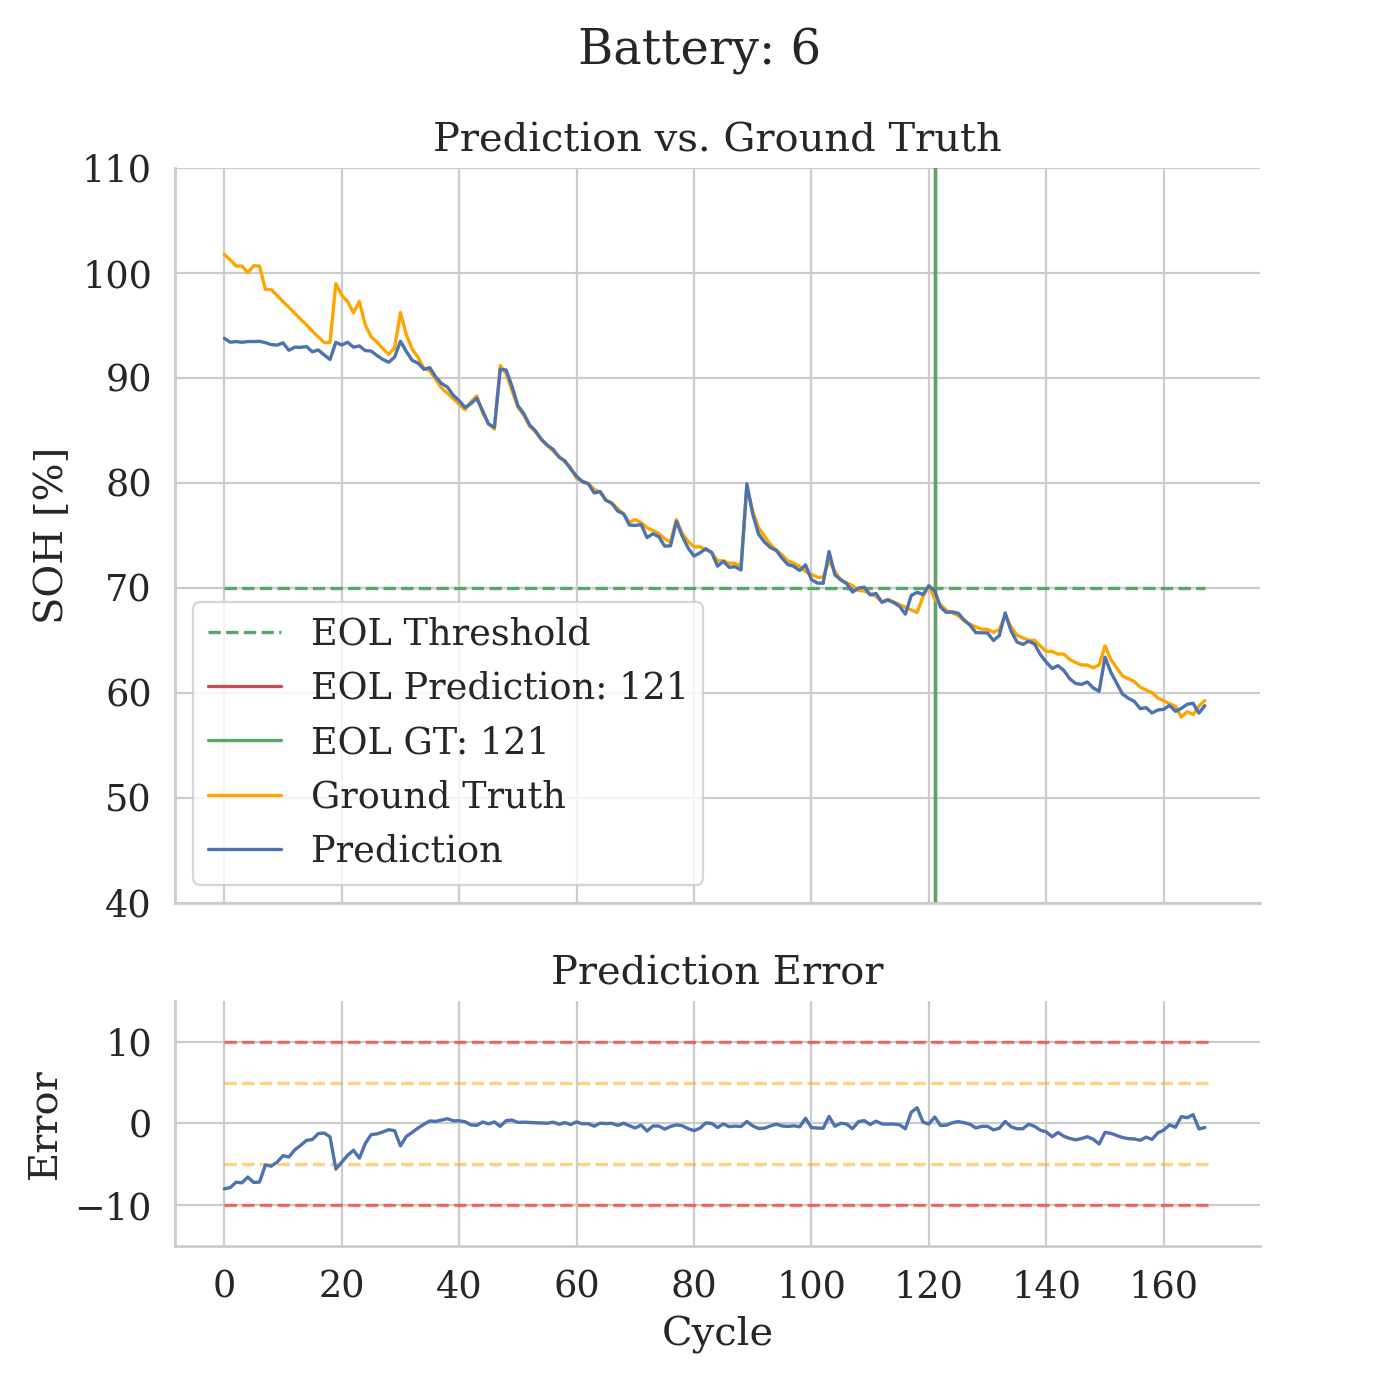 Battery: 6
Prediction vs. Ground Truth
110
100
90
80
70
60
50
40
SOH [%]
EOL Threshold
EOL Prediction: 121
EOL GT: 121
Ground Truth
Prediction
Prediction Error
10
0
−10
Error
0 20 40 60 80 100 120 140 160
Cycle